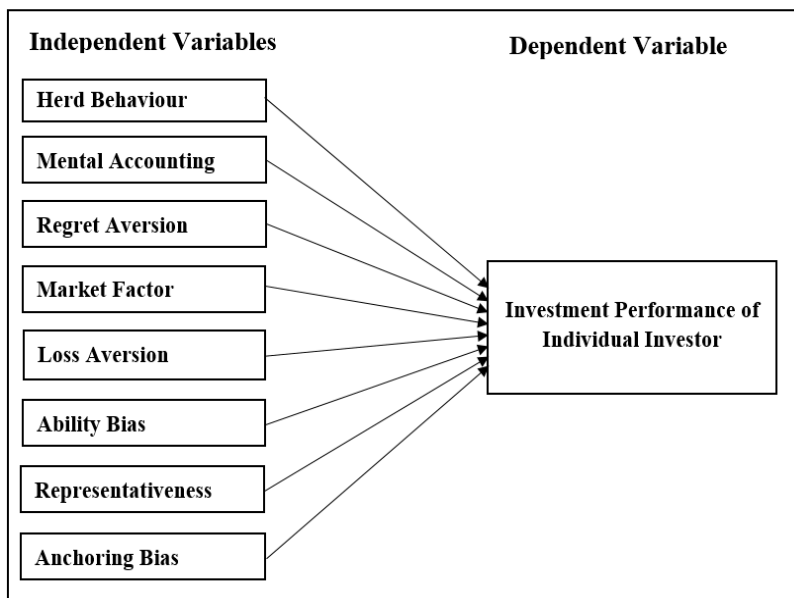 Independent Variables
Dependent Variable
Herd Behaviour
Mental Accounting
Regret Aversion
Market Factor
Loss Aversion
Ability Bias
Representativeness
Anchoring Bias
Investment Performance of
Individual Investor